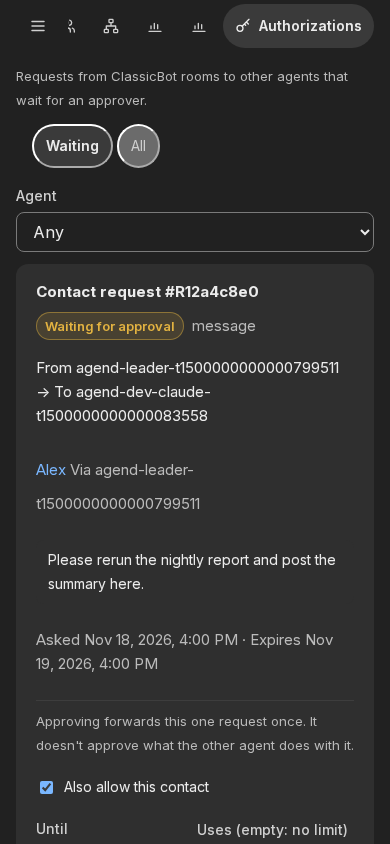 Authorizations
Requests from ClassicBot rooms to other agents that
wait for an approver.
Waiting All
Agent
Any
Contact request #R12a4c8e0
Waiting for approval message
From agend-leader-t1500000000000799511
→ To agend-dev-claude-
t1500000000000083558
Alex Via agend-leader-
t1500000000000799511
Please rerun the nightly report and post the
summary here.
Asked Nov 18, 2026, 4:00 PM · Expires Nov
19, 2026, 4:00 PM
Approving forwards this one request once. It
doesn't approve what the other agent does with it.
Also allow this contact
Until Uses (empty: no limit)